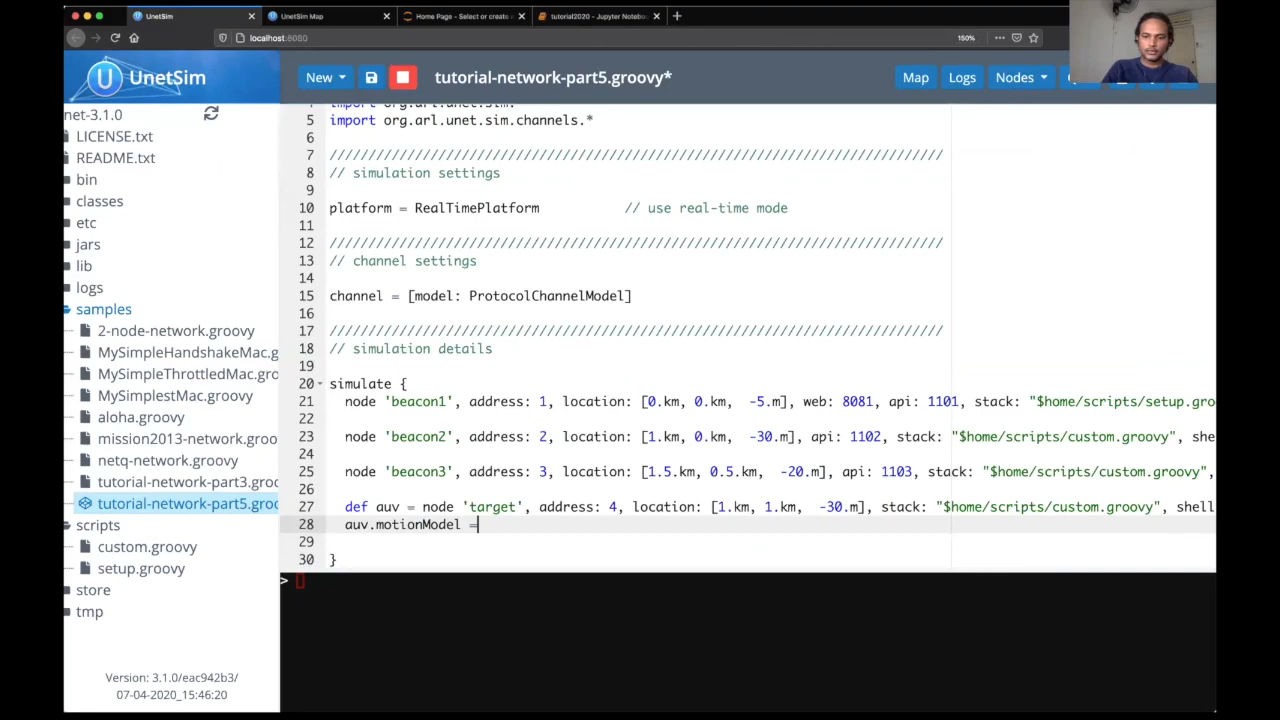 UnetSim
UnetSim Map
Home Page - Select or create
tutorial2020 - Jupyter Noteboo
localhost:8080
150%
UnetSim
New
tutorial-network-part5.groovy*
Map
Logs
Nodes
net-3.1.0
LICENSE.txt
README.txt
bin
classes
etc
jars
lib
logs
samples
2-node-network.groovy
MySimpleHandshakeMac.g
MySimpleThrottledMac.gro
MySimplestMac.groovy
aloha.groovy
mission2013-network.groo
netq-network.groovy
tutorial-network-part3.gro
tutorial-network-part5.gro
scripts
custom.groovy
setup.groovy
store
tmp
Version: 3.1.0/eac942b3/
07-04-2020_15:46:20
4 import org.arl.unet.sim.
5 import org.arl.unet.sim.channels.*
6
7 ///////////////////////////////////////////////////////////////////////////////
8 // simulation settings
9
10 platform = RealTimePlatform // use real-time mode
11
12 ///////////////////////////////////////////////////////////////////////////////
13 // channel settings
14
15 channel = [model: ProtocolChannelModel]
16
17 ///////////////////////////////////////////////////////////////////////////////
18 // simulation details
19
20 simulate {
21 node 'beacon1', address: 1, location: [0.km, 0.km, -5.m], web: 8081, api: 1101, stack: "$home/scripts/setup.gro
22
23 node 'beacon2', address: 2, location: [1.km, 0.km, -30.m], api: 1102, stack: "$home/scripts/custom.groovy", she
24
25 node 'beacon3', address: 3, location: [1.5.km, 0.5.km, -20.m], api: 1103, stack: "$home/scripts/custom.groovy",
26
27 def auv = node 'target', address: 4, location: [1.km, 1.km, -30.m], stack: "$home/scripts/custom.groovy", shell
28 auv.motionModel =
29
30 }
>